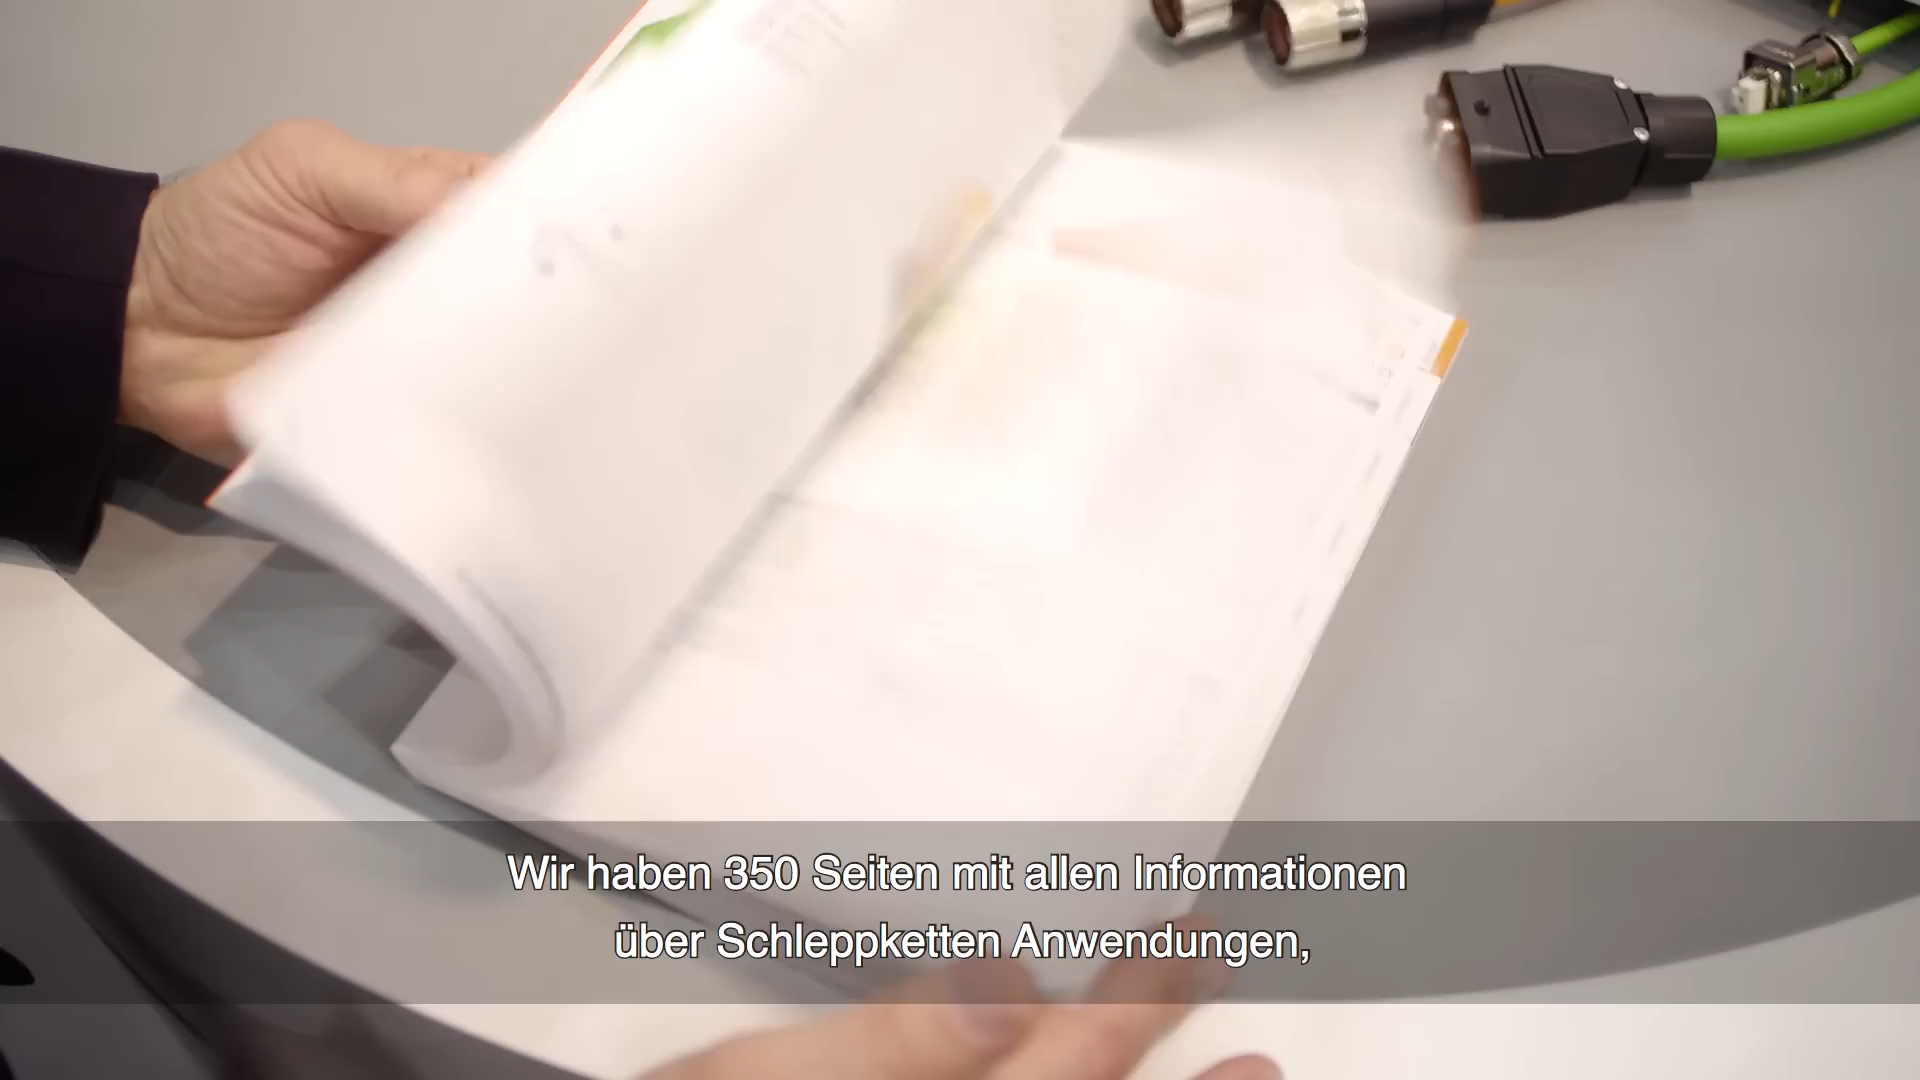 Wir haben 350 Seiten mit allen Informationen
über Schleppketten Anwendungen,